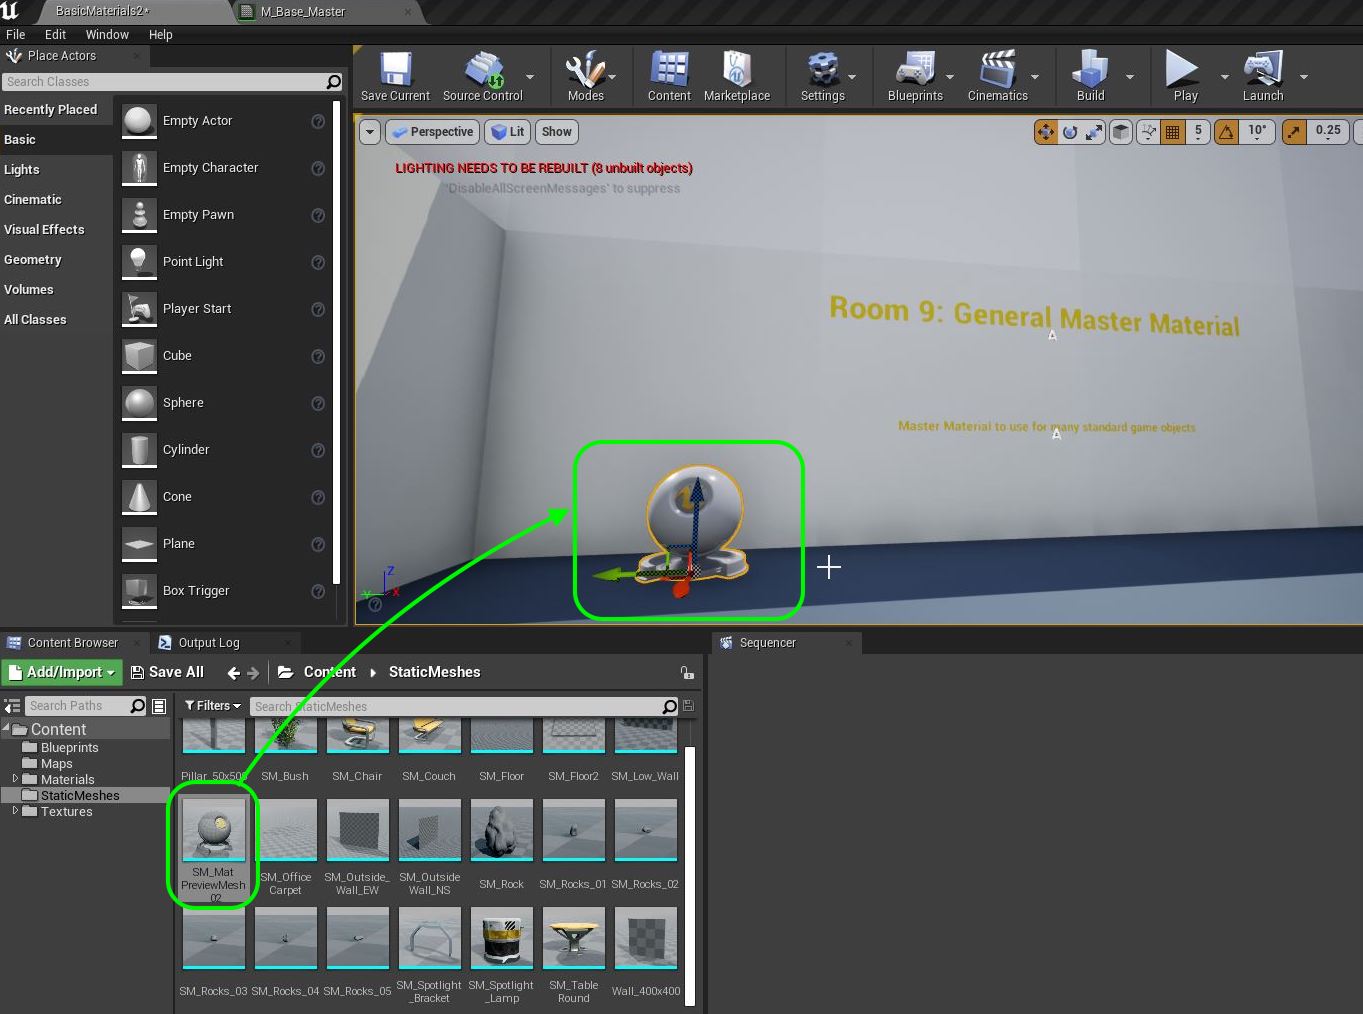 BasicMaterials2*
M_Base_Master
File Edit Window Help
Place Actors
Search Classes
Recently Placed
Basic
Lights
Cinematic
Visual Effects
Geometry
Volumes
All Classes
Empty Actor
Empty Character
Empty Pawn
Point Light
Player Start
Cube
Sphere
Cylinder
Cone
Plane
Box Trigger
Save Current Source Control Modes Content Marketplace Settings Blueprints Cinematics Build Play Launch
Perspective Lit Show
5 10° 0.25
LIGHTING NEEDS TO BE REBUILT (8 unbuilt objects)
'DisableAllScreenMessages' to suppress
Room 9: General Master Material
Master Material to use for many standard game objects
Z
Y X
Content Browser Output Log
Add/Import Save All Content StaticMeshes
Search Paths
Content
Blueprints
Maps
Materials
StaticMeshes
Textures
Filters Search StaticMeshes
Pillar_50x500 SM_Bush SM_Chair SM_Couch SM_Floor SM_Floor2 SM_Low_Wall
SM_Mat
PreviewMesh
02
SM_Office
Carpet
SM_Outside_
Wall_EW
SM_Outside
Wall_NS
SM_Rock
SM_Rocks_01
SM_Rocks_02
SM_Rocks_03
SM_Rocks_04
SM_Rocks_05
SM_Spotlight
_Bracket
SM_Spotlight
_Lamp
SM_Table
Round
Wall_400x400
Sequencer